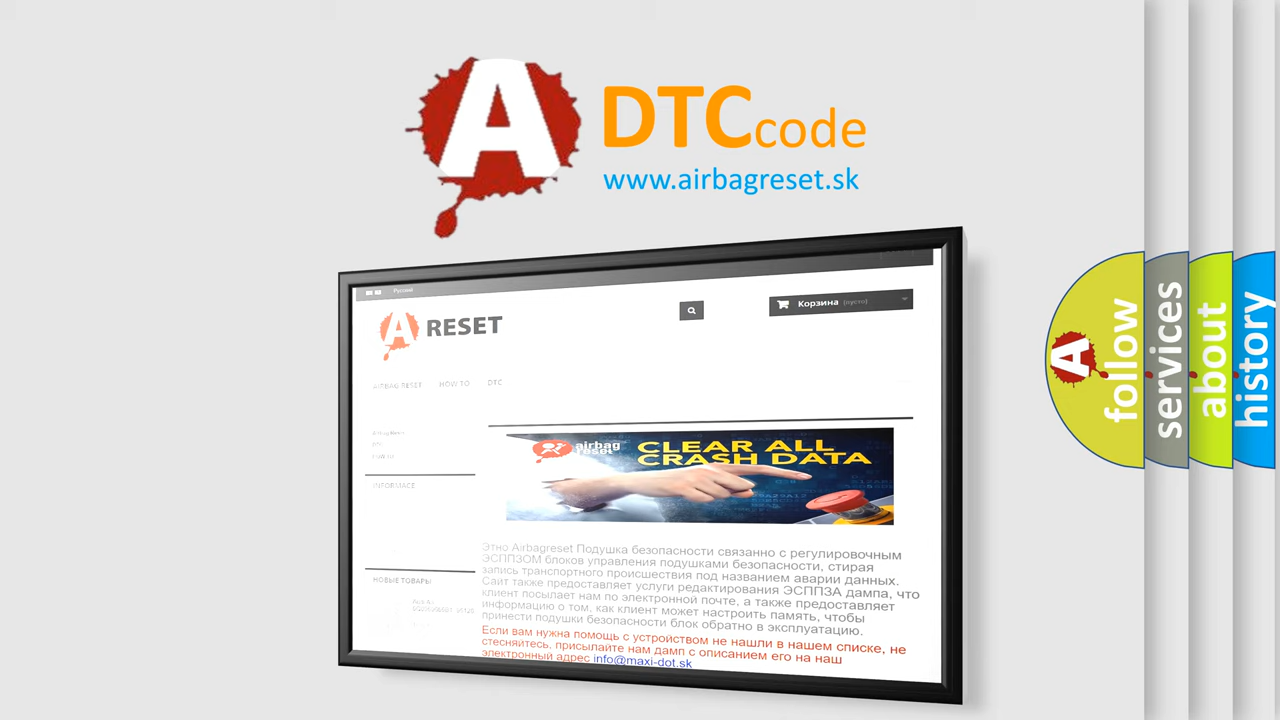 A
DTC code
www.airbagreset.sk
Русский
A RESET
Корзина (пусто)
AIRBAG RESET HOW TO DTC
INFORMACE
airbag
reset
CLEAR ALL
CRASH DATA
Этно Airbagreset Подушка безопасности связанно с регулировочным
ЭСППЗОМ блоков управления подушками безопасности, стирая
запись транспортного происшествия под названием аварии данных.
Сайт также предоставляет услуги редактирования ЭСППЗА дампа, что
клиент посылает нам по электронной почте, а также предоставляет
информацию о том, как клиент может настроить память, чтобы
принести подушки безопасности блок обратно в эксплуатацию.
Если вам нужна помощь с устройством не нашли в нашем списке, не
стесняйтесь, присылайте нам дамп с описанием его на наш
электронный адрес info@maxi-dot.sk
НОВЫЕ ТОВАРЫ
A
follow
services
about
history